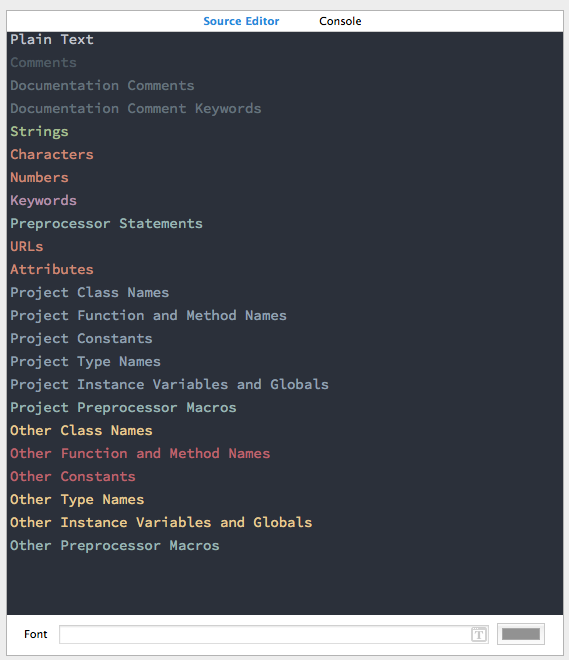 Source Editor Console
Plain Text
Comments
Documentation Comments
Documentation Comment Keywords
Strings
Characters
Numbers
Keywords
Preprocessor Statements
URLs
Attributes
Project Class Names
Project Function and Method Names
Project Constants
Project Type Names
Project Instance Variables and Globals
Project Preprocessor Macros
Other Class Names
Other Function and Method Names
Other Constants
Other Type Names
Other Instance Variables and Globals
Other Preprocessor Macros
Font T